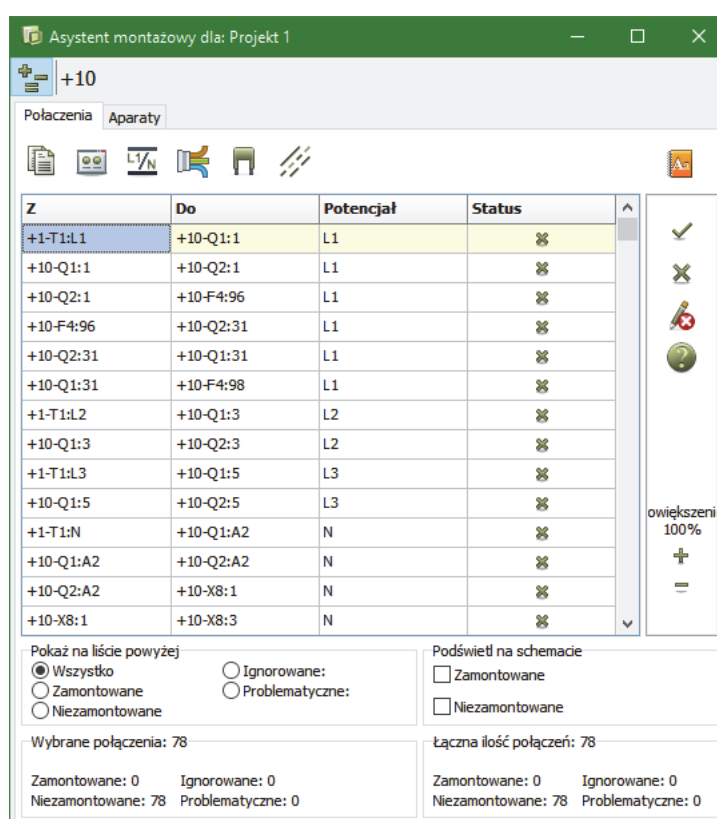 Asystent montażowy dla: Projekt 1
+10
Połaczenia Aparaty
L1/N
Z Do Potencjał Status
+1-T1:L1 +10-Q1:1 L1
+10-Q1:1 +10-Q2:1 L1
+10-Q2:1 +10-F4:96 L1
+10-F4:96 +10-Q2:31 L1
+10-Q2:31 +10-Q1:31 L1
+10-Q1:31 +10-F4:98 L1
+1-T1:L2 +10-Q1:3 L2
+10-Q1:3 +10-Q2:3 L2
+1-T1:L3 +10-Q1:5 L3
+10-Q1:5 +10-Q2:5 L3
+1-T1:N +10-Q1:A2 N
+10-Q1:A2 +10-Q2:A2 N
+10-Q2:A2 +10-X8:1 N
+10-X8:1 +10-X8:3 N
owiększeni
100%
Pokaż na liście powyżej
Wszystko Ignorowane:
Zamontowane Problematyczne:
Niezamontowane
Podświetl na schemacie
Zamontowane
Niezamontowane
Wybrane połączenia: 78
Zamontowane: 0 Ignorowane: 0
Niezamontowane: 78 Problematyczne: 0
Łączna ilość połączeń: 78
Zamontowane: 0 Ignorowane: 0
Niezamontowane: 78 Problematyczne: 0